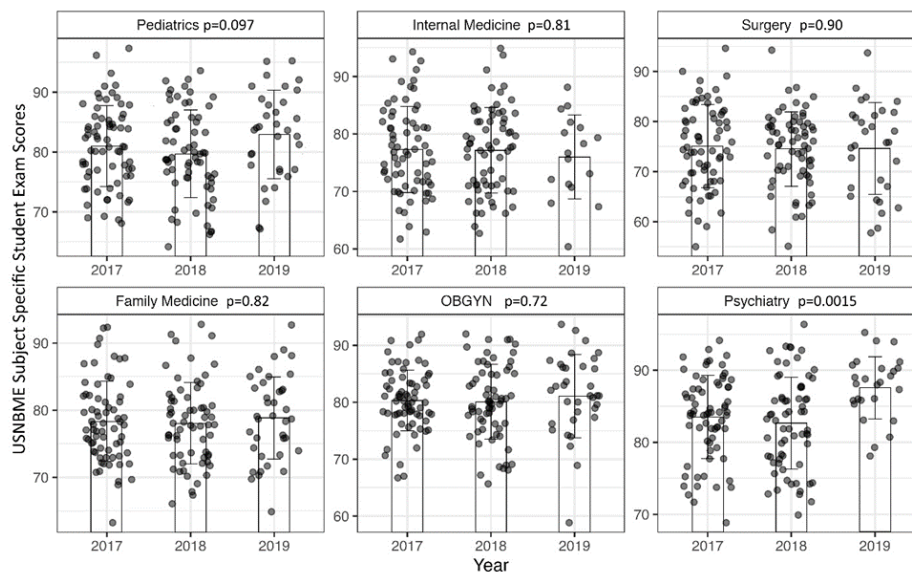 USNBME Subject Specific Student Exam Scores
Pediatrics p=0.097
90
80
70
2017 2018 2019
Internal Medicine p=0.81
90
80
70
60
2017 2018 2019
Surgery p=0.90
90
80
70
60
2017 2018 2019
Family Medicine p=0.82
90
80
70
2017 2018 2019
OBGYN p=0.72
90
80
70
60
2017 2018 2019
Psychiatry p=0.0015
90
80
70
2017 2018 2019
Year